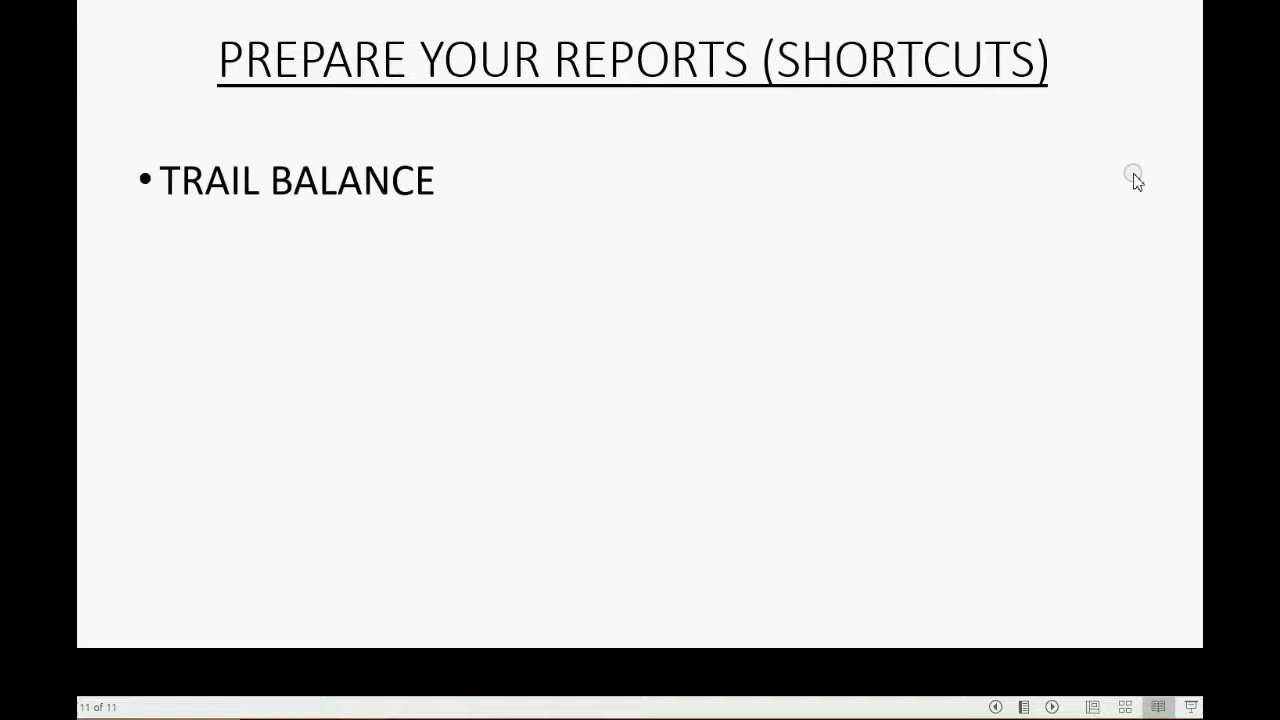 PREPARE YOUR REPORTS (SHORTCUTS)
• TRAIL BALANCE
11 of 11